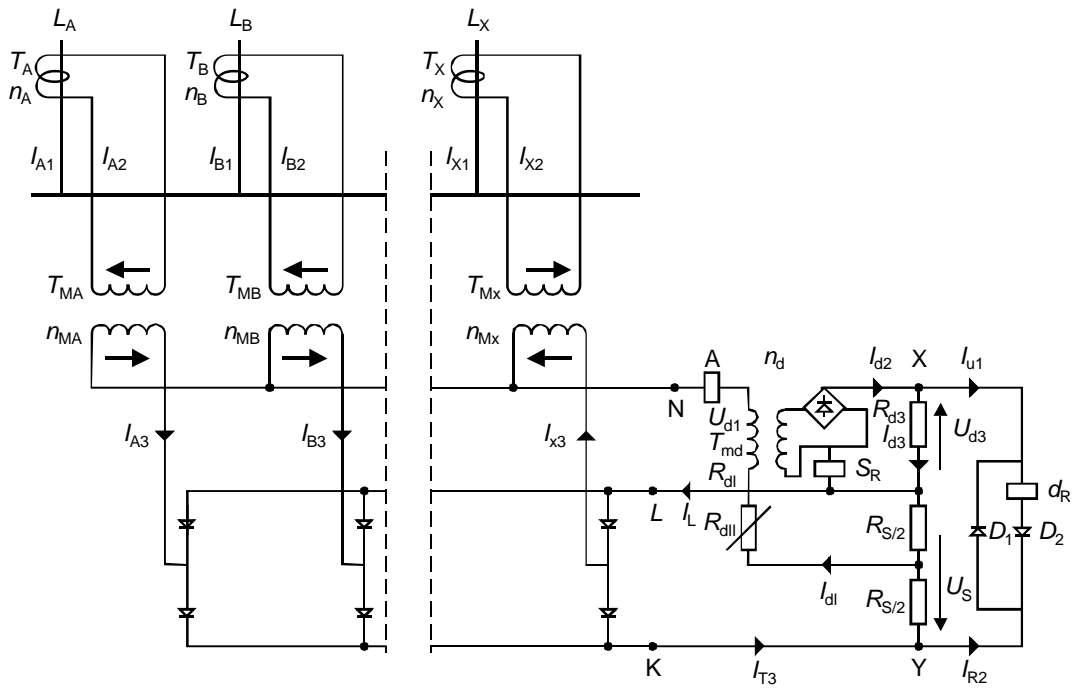 L_A L_B L_X
T_A T_B T_X
n_A n_B n_X
I_A1 I_A2 I_B1 I_B2 I_X1 I_X2
T_MA T_MB T_Mx
n_MA n_MB n_Mx
A n_d I_d2 X I_u1
N
U_d1 R_d3 U_d3
T_md I_d3
I_A3 I_B3 I_x3
R_dI S_R
L I_L R_dII R_S/2 D_1 D_2 d_R
I_dI R_S/2 U_S
K I_T3 Y I_R2